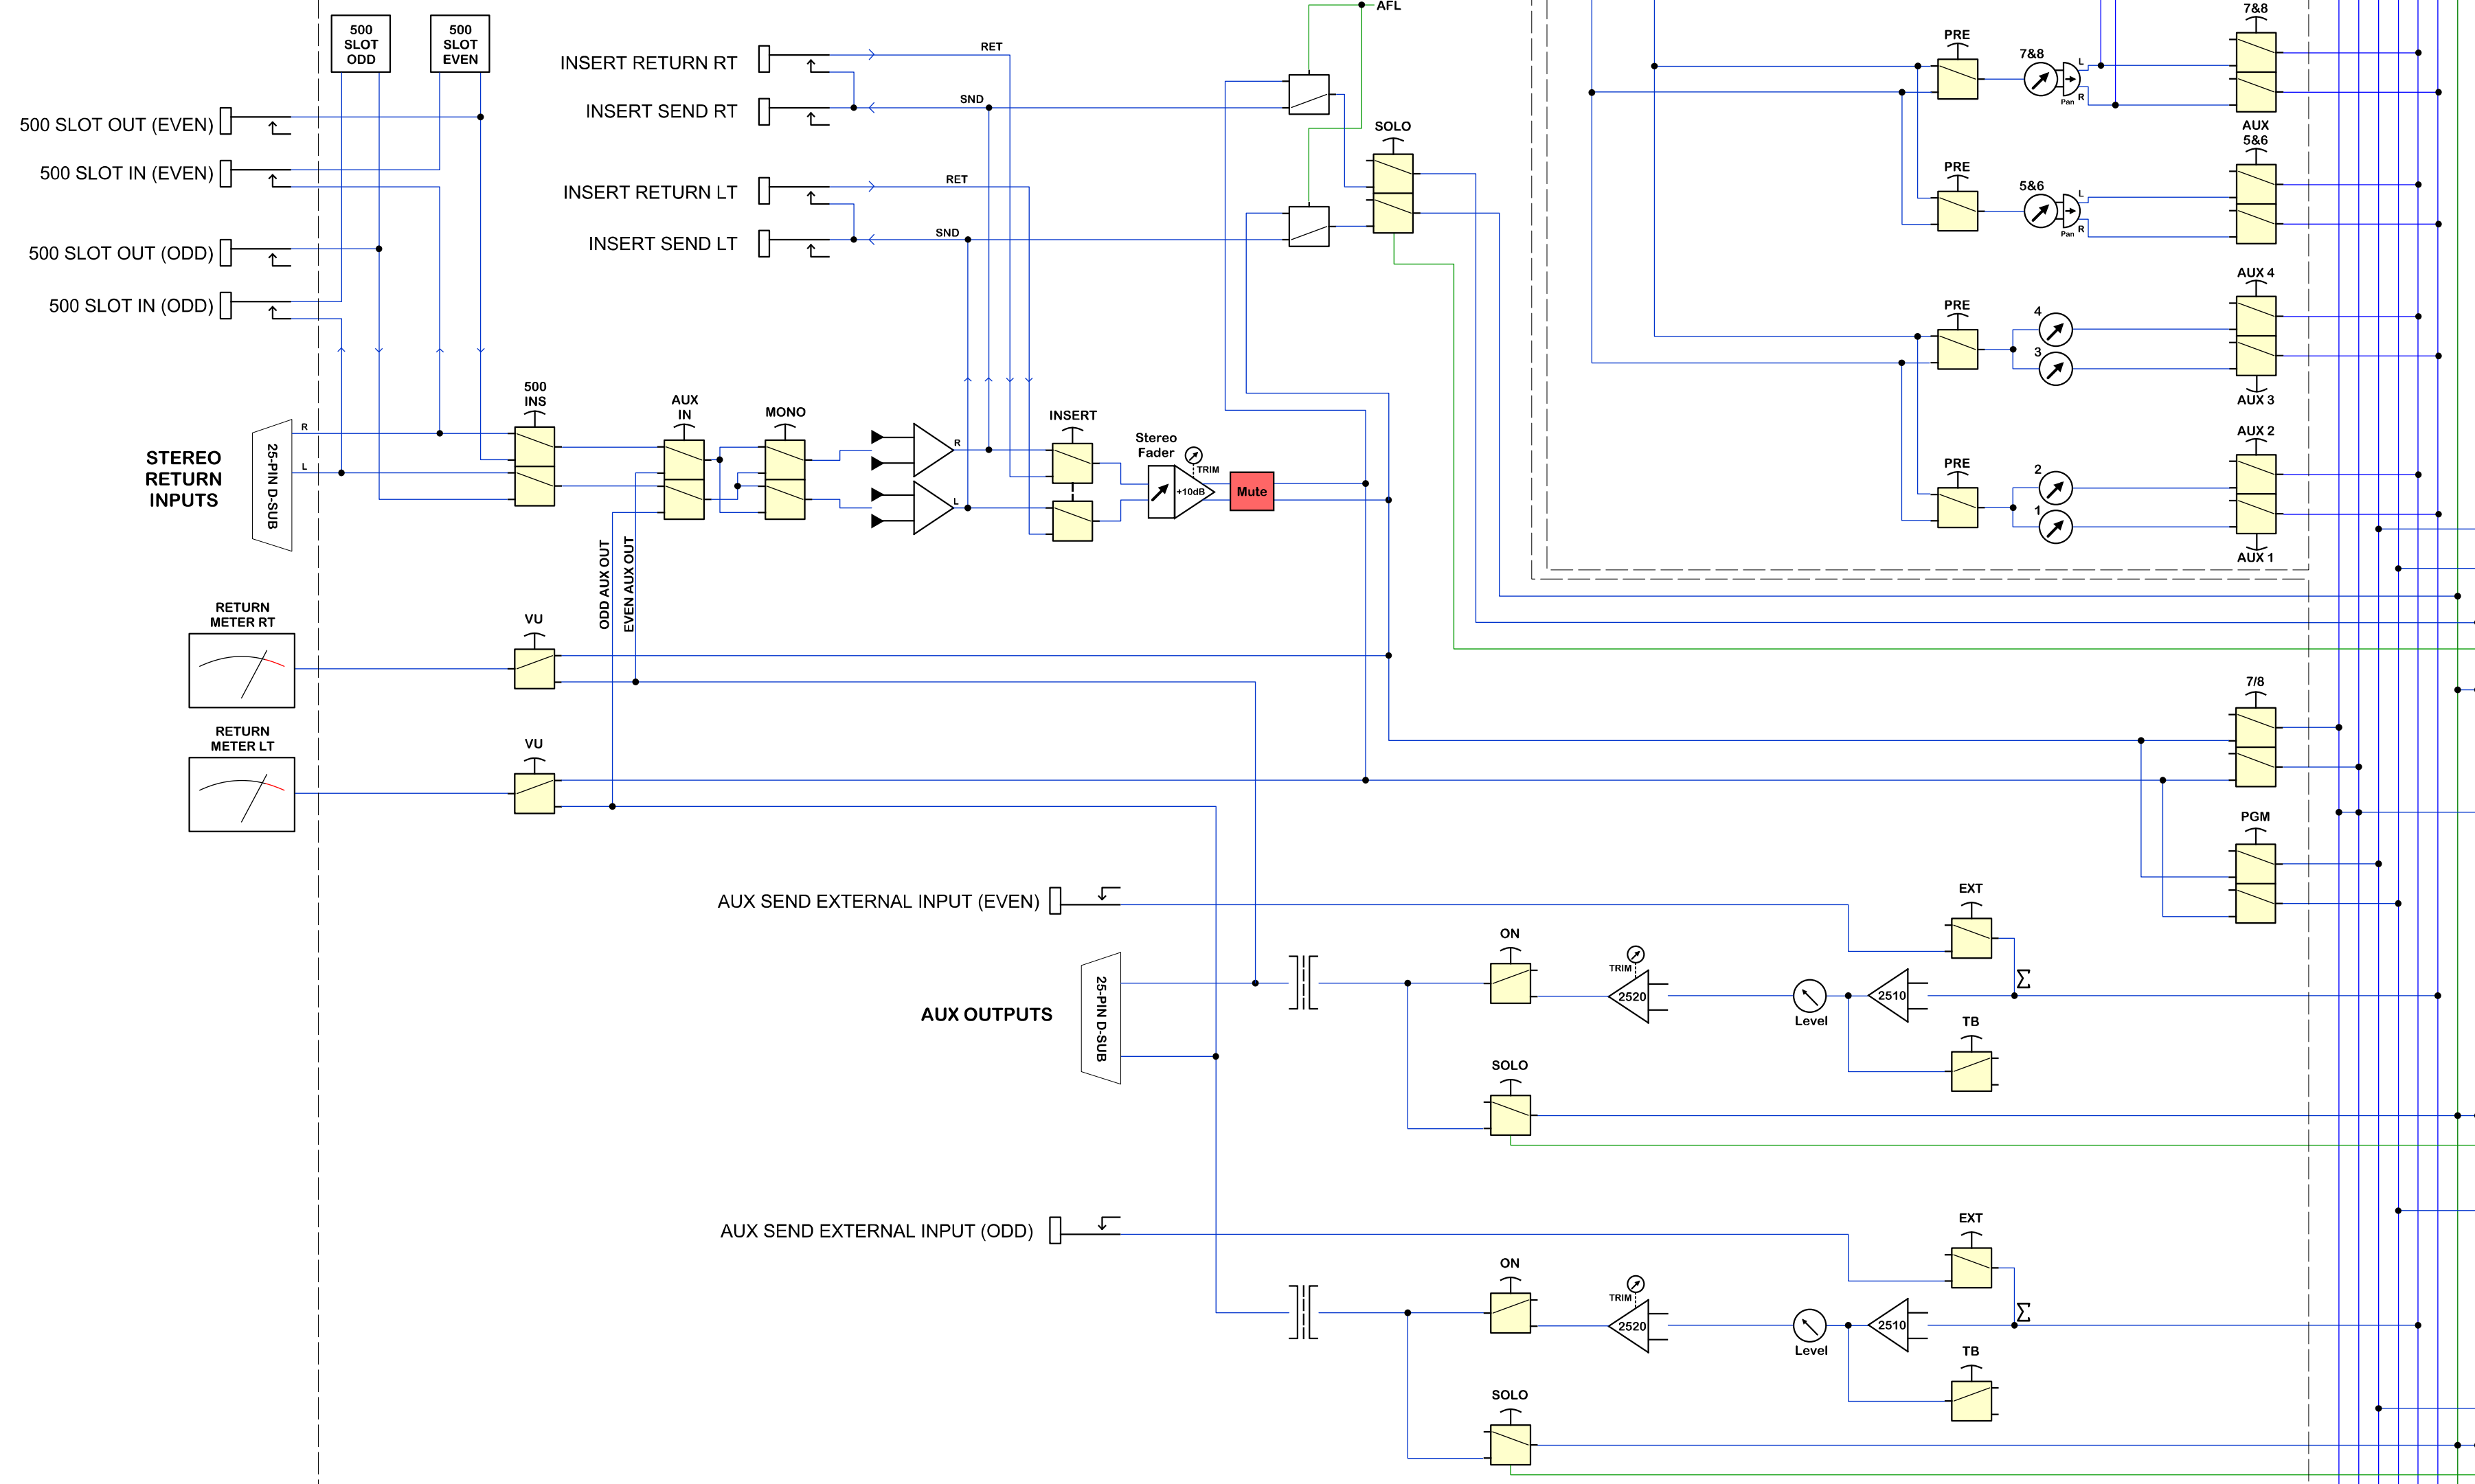 500
SLOT
ODD
500
SLOT
EVEN
500 SLOT OUT (EVEN)
500 SLOT IN (EVEN)
500 SLOT OUT (ODD)
500 SLOT IN (ODD)
INSERT RETURN RT
RET
INSERT SEND RT
SND
INSERT RETURN LT
RET
INSERT SEND LT
SND
AFL
SOLO
PRE
7&8
L
R
Pan
7&8
PRE
5&6
L
R
Pan
AUX
5&6
PRE
4
3
AUX 4
AUX 3
PRE
2
1
AUX 2
AUX 1
STEREO
RETURN
INPUTS
25-PIN D-SUB
R
L
500
INS
AUX
IN
MONO
R
L
INSERT
Stereo
Fader
TRIM
+10dB
Mute
ODD AUX OUT
EVEN AUX OUT
RETURN
METER RT
VU
RETURN
METER LT
VU
7/8
PGM
AUX SEND EXTERNAL INPUT (EVEN)
EXT
AUX OUTPUTS
25-PIN D-SUB
ON
TRIM
2520
Level
2510
Σ
TB
SOLO
AUX SEND EXTERNAL INPUT (ODD)
EXT
ON
TRIM
2520
Level
2510
Σ
TB
SOLO